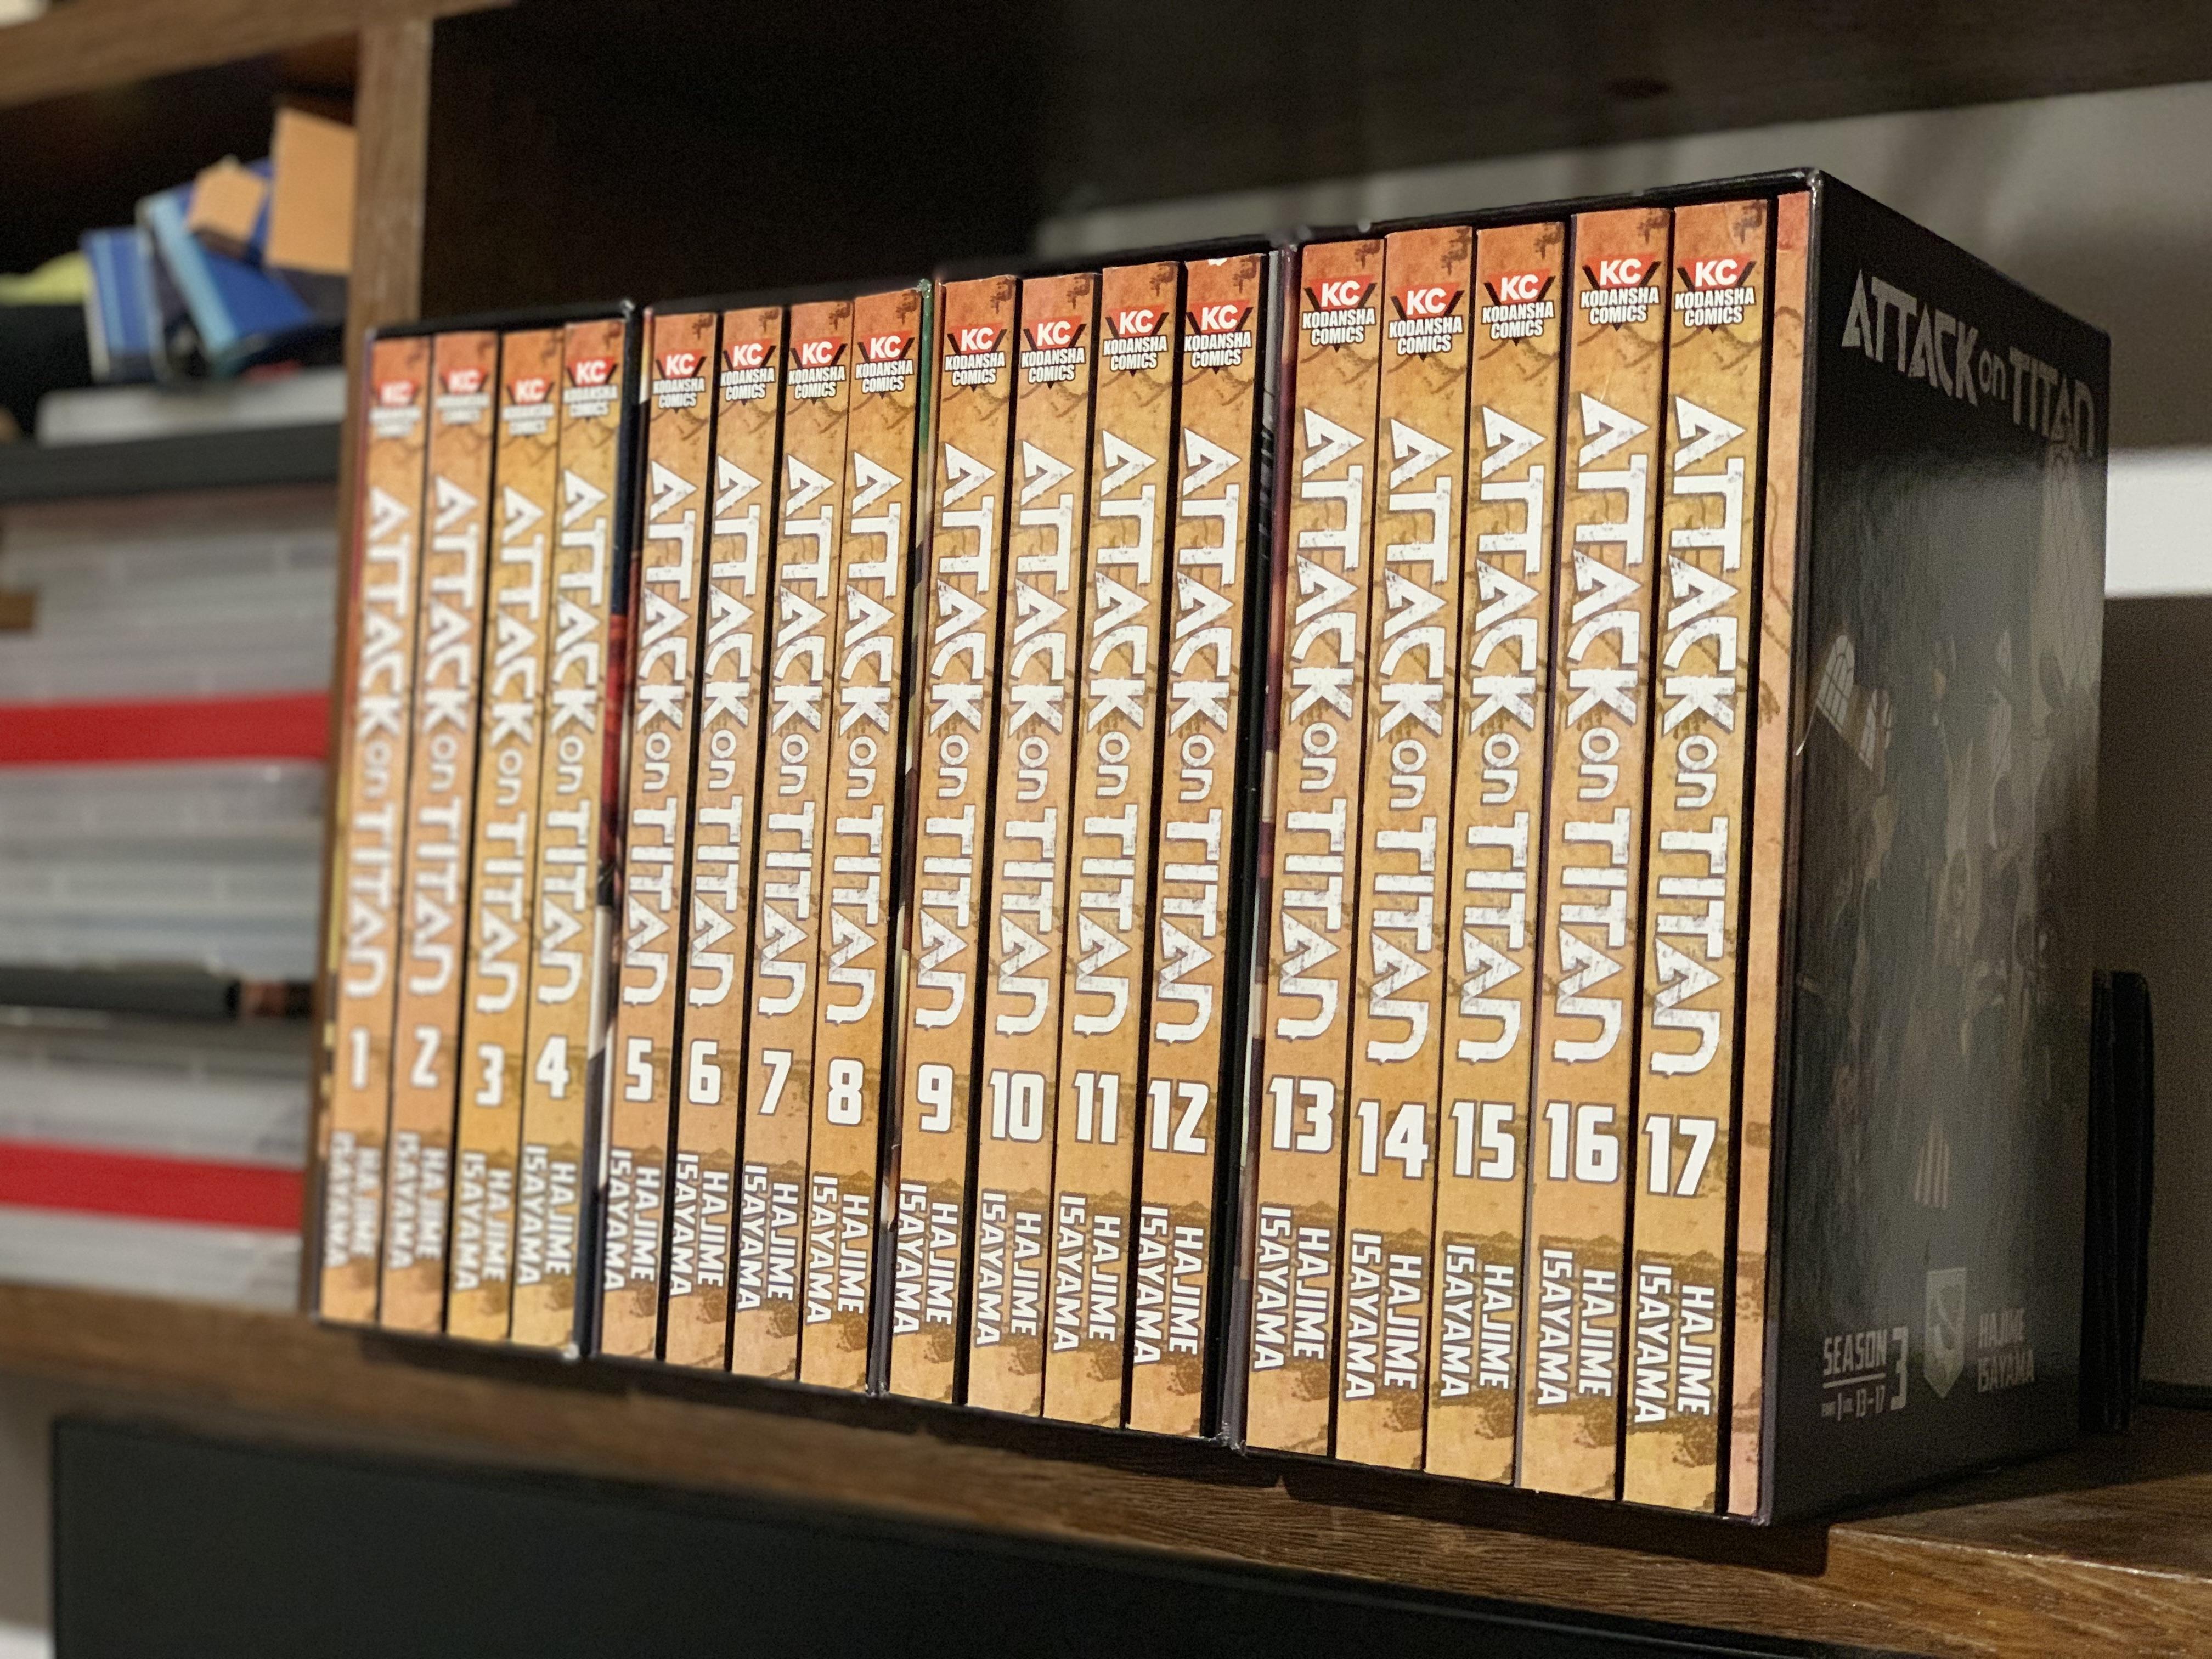 KC
KODANSHA
COMICS
ATTACK on TITAN
1
HAJIME
ISAYAMA
KC
KODANSHA
COMICS
ATTACK on TITAN
2
HAJIME
ISAYAMA
KC
KODANSHA
COMICS
ATTACK on TITAN
3
HAJIME
ISAYAMA
KC
KODANSHA
COMICS
ATTACK on TITAN
4
HAJIME
ISAYAMA
KC
KODANSHA
COMICS
ATTACK on TITAN
5
HAJIME
ISAYAMA
KC
KODANSHA
COMICS
ATTACK on TITAN
6
HAJIME
ISAYAMA
KC
KODANSHA
COMICS
ATTACK on TITAN
7
HAJIME
ISAYAMA
KC
KODANSHA
COMICS
ATTACK on TITAN
8
HAJIME
ISAYAMA
KC
KODANSHA
COMICS
ATTACK on TITAN
9
HAJIME
ISAYAMA
KC
KODANSHA
COMICS
ATTACK on TITAN
10
HAJIME
ISAYAMA
KC
KODANSHA
COMICS
ATTACK on TITAN
11
HAJIME
ISAYAMA
KC
KODANSHA
COMICS
ATTACK on TITAN
12
HAJIME
ISAYAMA
KC
KODANSHA
COMICS
ATTACK on TITAN
13
HAJIME
ISAYAMA
KC
KODANSHA
COMICS
ATTACK on TITAN
14
HAJIME
ISAYAMA
KC
KODANSHA
COMICS
ATTACK on TITAN
15
HAJIME
ISAYAMA
KC
KODANSHA
COMICS
ATTACK on TITAN
16
HAJIME
ISAYAMA
KC
KODANSHA
COMICS
ATTACK on TITAN
17
HAJIME
ISAYAMA
ATTACK on TITAN
SEASON 3
1 13-17
HAJIME
ISAYAMA